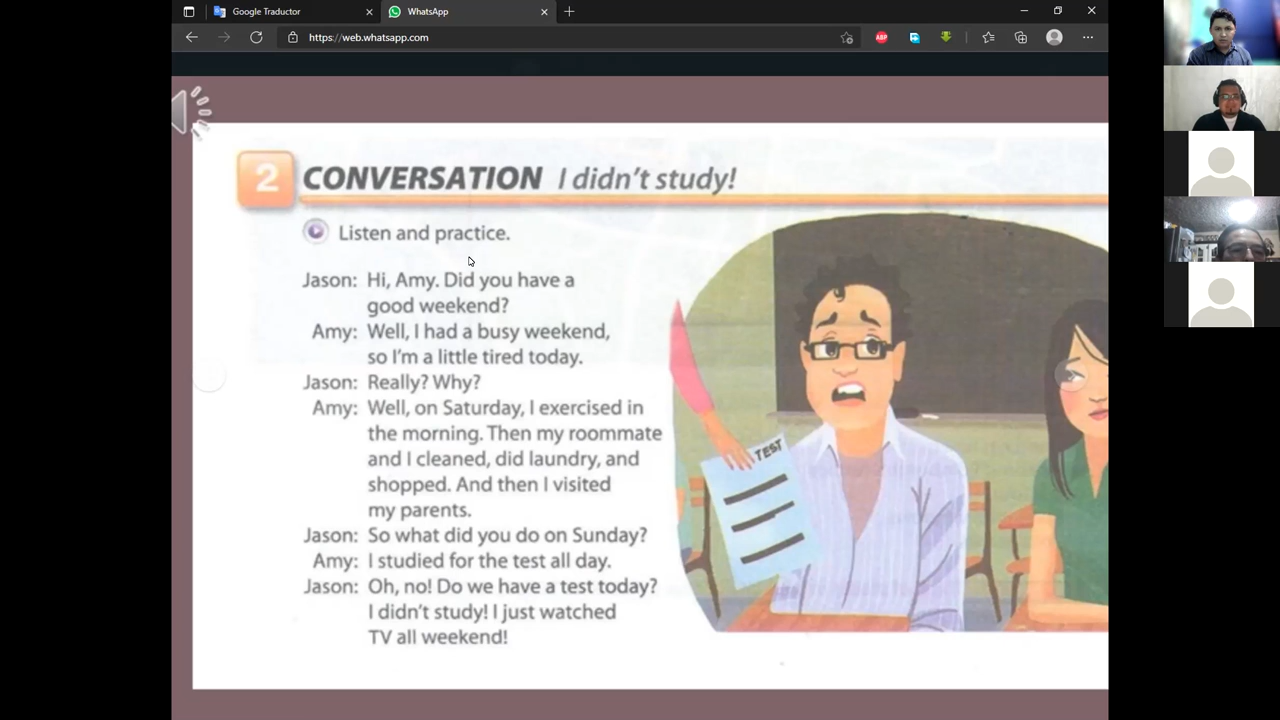 Google Traductor
WhatsApp
https://web.whatsapp.com
ABP
2 CONVERSATION I didn't study!
Listen and practice.
Jason: Hi, Amy. Did you have a
good weekend?
Amy: Well, I had a busy weekend,
so I'm a little tired today.
Jason: Really? Why?
Amy: Well, on Saturday, I exercised in
the morning. Then my roommate
and I cleaned, did laundry, and
shopped. And then I visited
my parents.
Jason: So what did you do on Sunday?
Amy: I studied for the test all day.
Jason: Oh, no! Do we have a test today?
I didn't study! I just watched
TV all weekend!
TEST